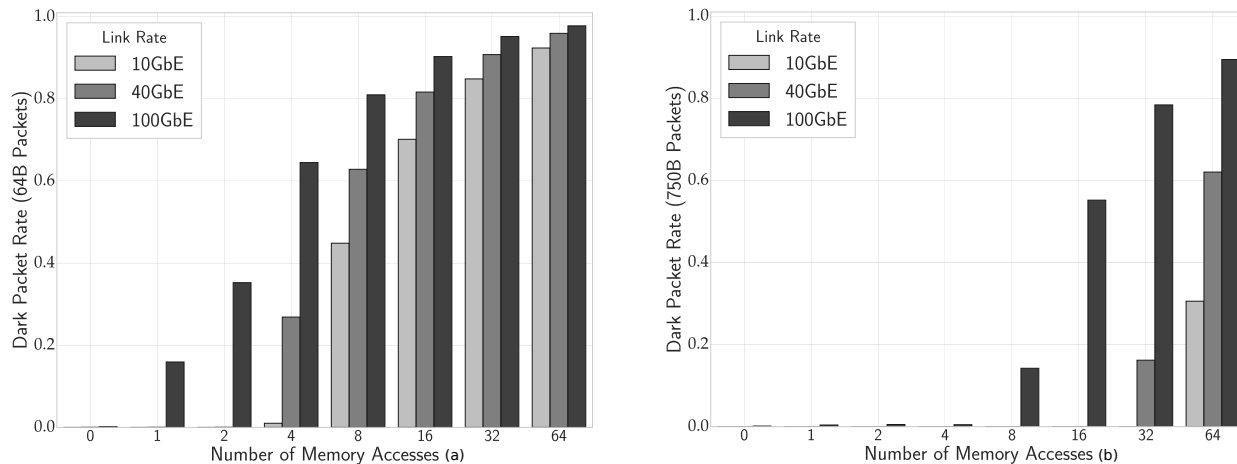 Dark Packet Rate (64B Packets)
1.0
0.8
0.6
0.4
0.2
0.0
Link Rate
10GbE
40GbE
100GbE
0 1 2 4 8 16 32 64
Number of Memory Accesses (a)
Dark Packet Rate (750B Packets)
1.0
0.8
0.6
0.4
0.2
0.0
Link Rate
10GbE
40GbE
100GbE
0 1 2 4 8 16 32 64
Number of Memory Accesses (b)